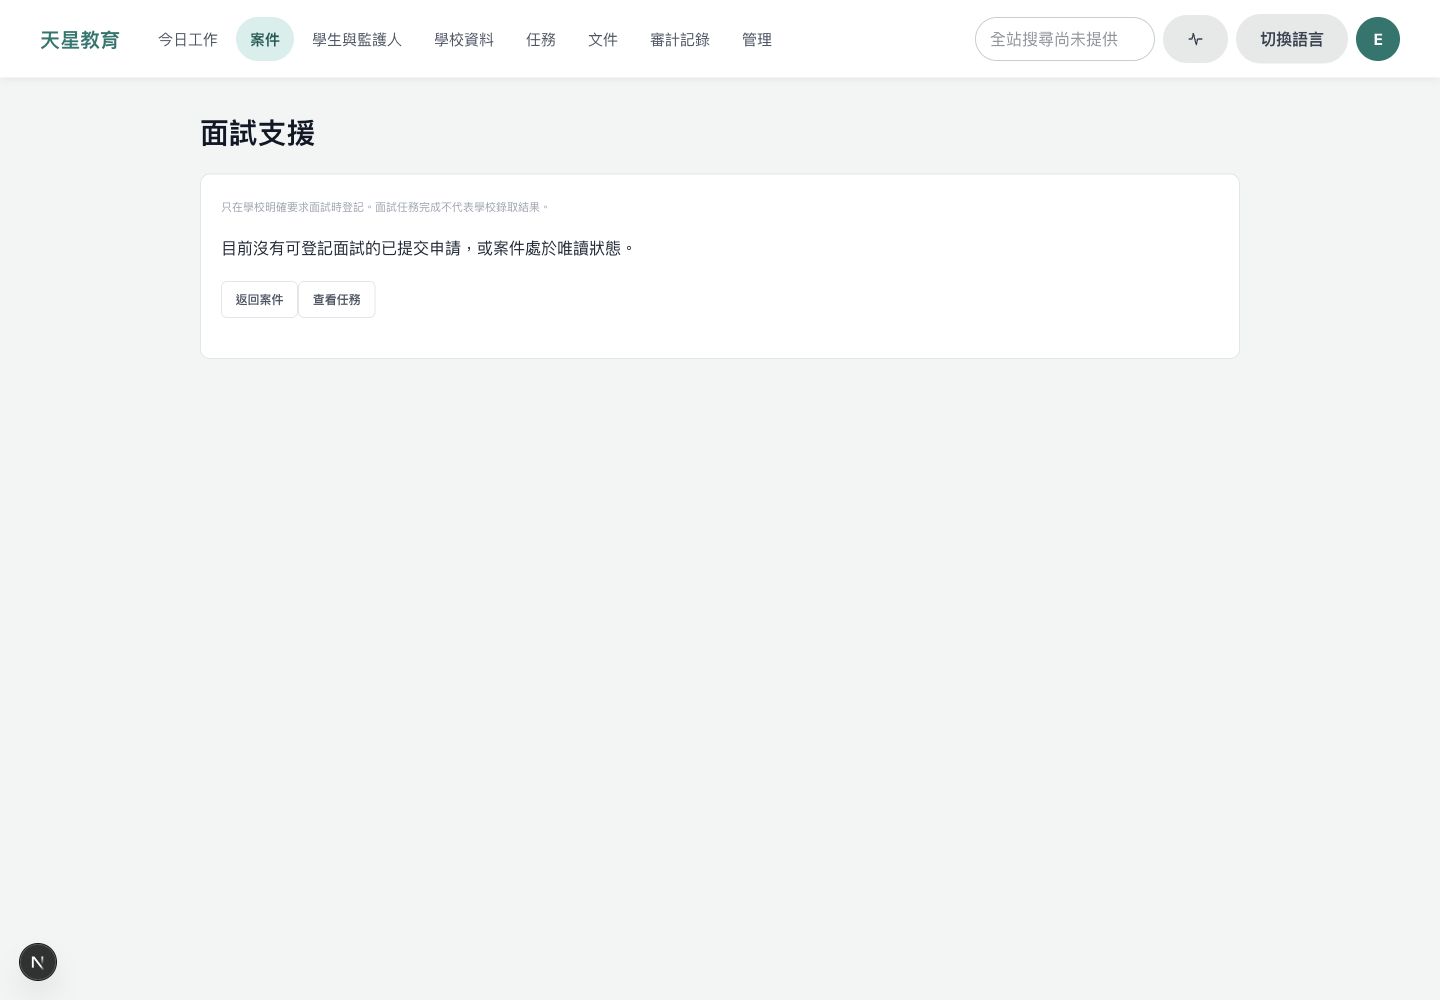 天星教育
今日工作
案件
學生與監護人
學校資料
任務
文件
審計記錄
管理
全站搜尋尚未提供
切換語言
E
面試支援
只在學校明確要求面試時登記。面試任務完成不代表學校錄取結果。
目前沒有可登記面試的已提交申請，或案件處於唯讀狀態。
返回案件
查看任務
N